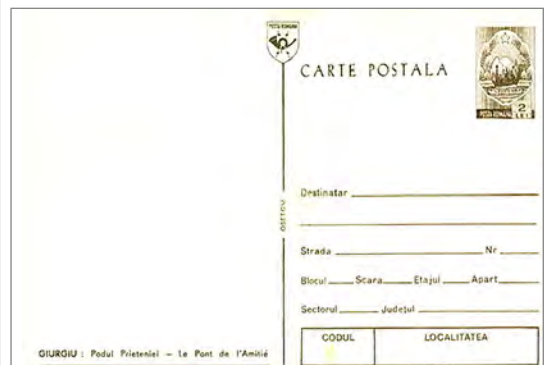 POSTA ROMANA
CARTE POSTALA
POSTA ROMANA 2 LEI
Destinatar
Strada Nr
Blocul Scara Etajul Apart.
Sectorul Județul
CODUL LOCALITATEA
GIURGIU : Podul Prieteniei — Le Pont de l'Amitié